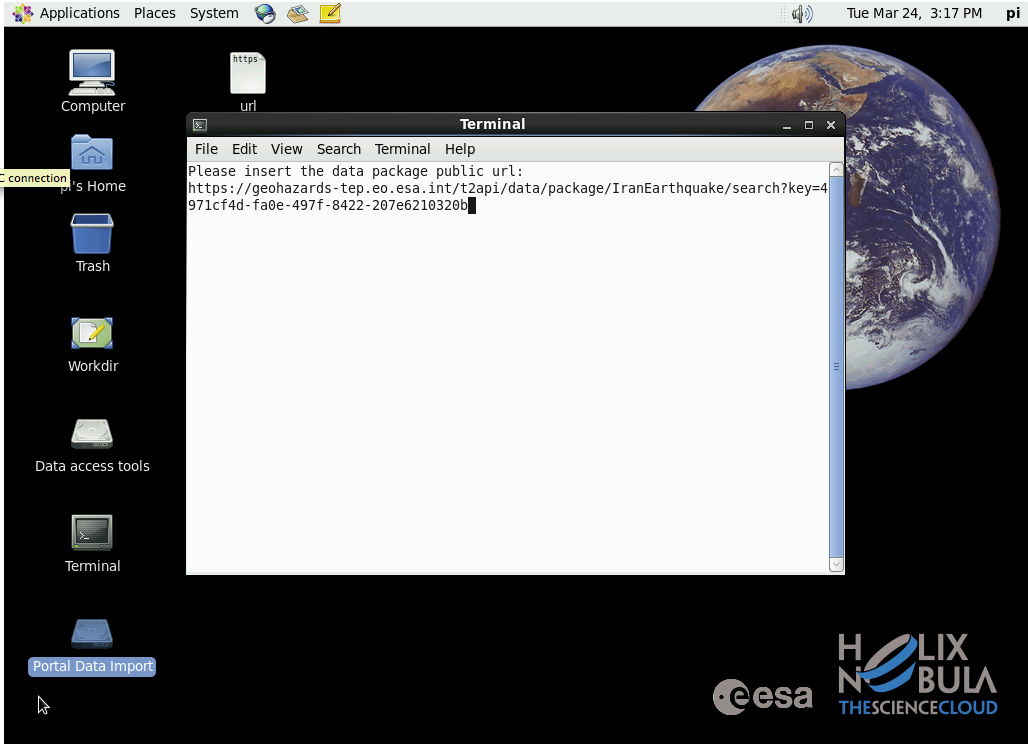 Applications Places System Tue Mar 24, 3:17 PM pi
Computer
https
url
C connection
pi's Home
Trash
Workdir
Data access tools
Terminal
Portal Data Import
Terminal
File Edit View Search Terminal Help
Please insert the data package public url:
https://geohazards-tep.eo.esa.int/t2api/data/package/IranEarthquake/search?key=4
971cf4d-fa0e-497f-8422-207e6210320b
esa
HELIX
NEBULA
THESCIENCECLOUD